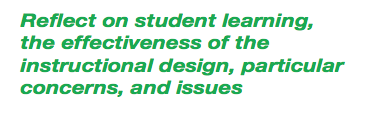 Reflect on student learning,
the effectiveness of the
instructional design, particular
concerns, and issues